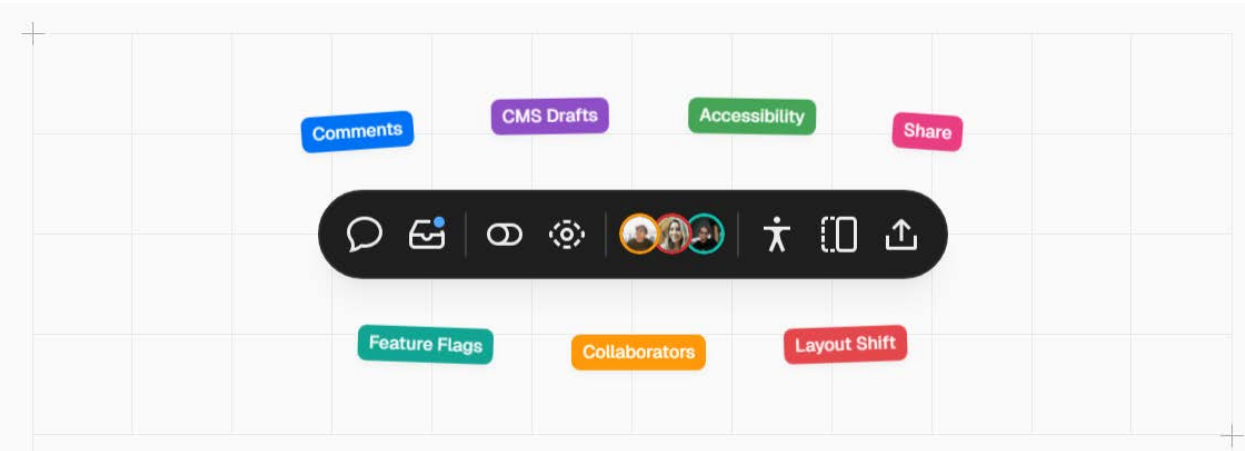 Comments
CMS Drafts
Accessibility
Share
Feature Flags
Collaborators
Layout Shift